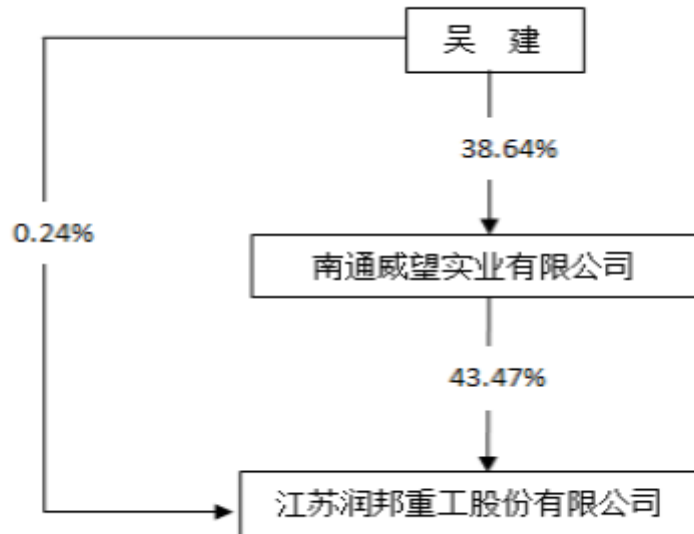 吴 建
38.64%
0.24%
南通威望实业有限公司
43.47%
江苏润邦重工股份有限公司